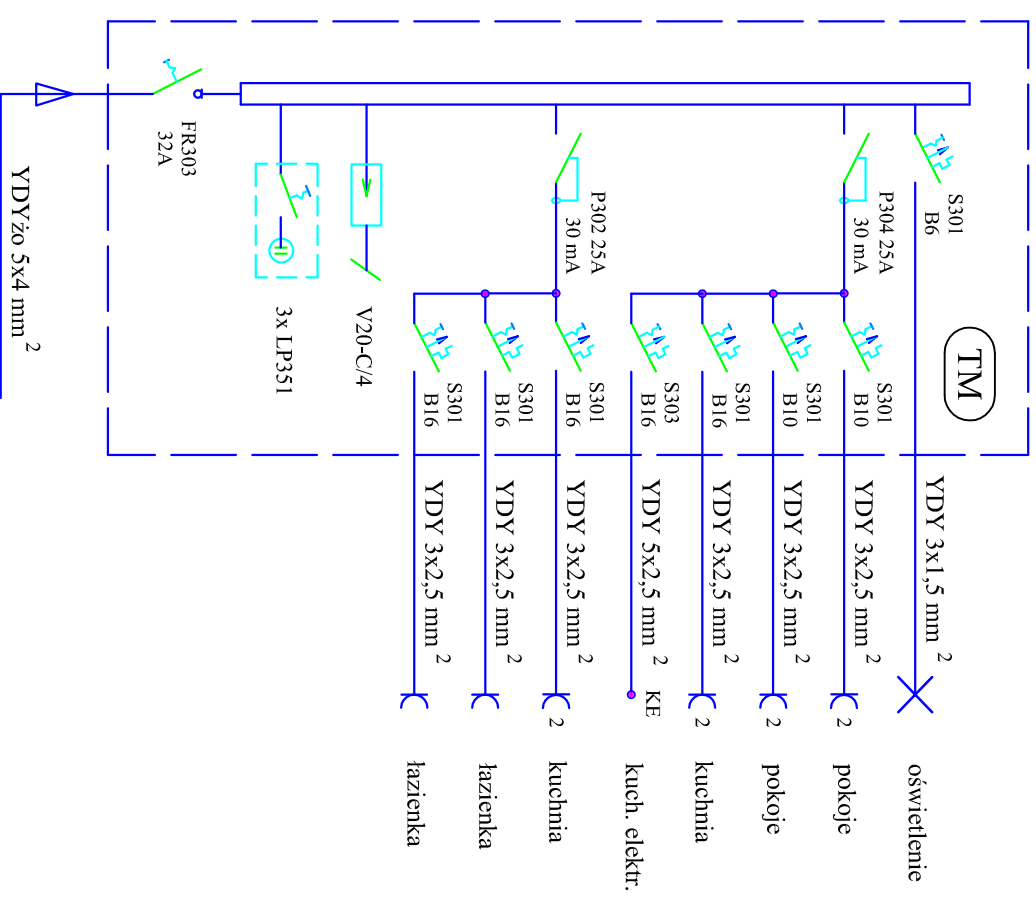 TM
S301
B6
YDY 3x1,5 mm 2
oświetlenie
P304 25A
30 mA
S301
B10
YDY 3x2,5 mm 2
2
pokoje
S301
B10
YDY 3x2,5 mm 2
2
pokoje
S301
B16
YDY 3x2,5 mm 2
2
kuchnia
S303
B16
YDY 5x2,5 mm 2
KE
kuch. elektr.
P302 25A
30 mA
S301
B16
YDY 3x2,5 mm 2
2
kuchnia
S301
B16
YDY 3x2,5 mm 2
łazienka
S301
B16
YDY 3x2,5 mm 2
łazienka
V20-C/4
3x LP351
FR303
32A
YDYżo 5x4 mm 2